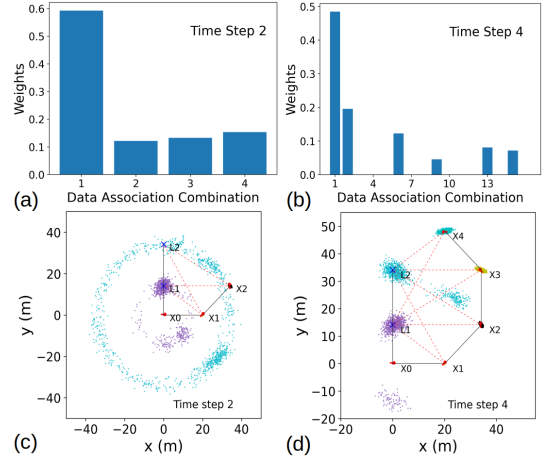 0.6
0.5
0.4
0.3
0.2
0.1
0.0
Weights
Time Step 2
1 2 3 4
(a) Data Association Combination
0.5
0.4
0.3
0.2
0.1
0.0
Weights
Time Step 4
1 4 7 10 13
(b) Data Association Combination
40
20
0
−20
−40
y (m)
L2
L1
X2
X0 X1
Time step 2
−40 −20 0 20 40
(c) x (m)
50
40
30
20
10
0
−10
−20
y (m)
X4
L2
X3
L1
X2
X0 X1
Time step 4
−20 0 20 40
(d) x (m)